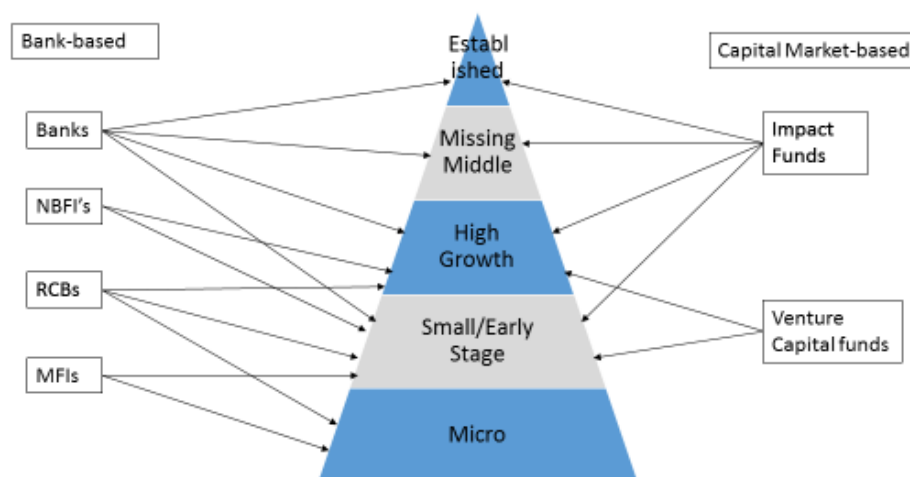 Bank-based
Capital Market-based
Establ
ished
Banks
Impact
Funds
Missing
Middle
NBFI's
High
Growth
RCBs
Small/Early
Stage
Venture
Capital funds
MFIs
Micro